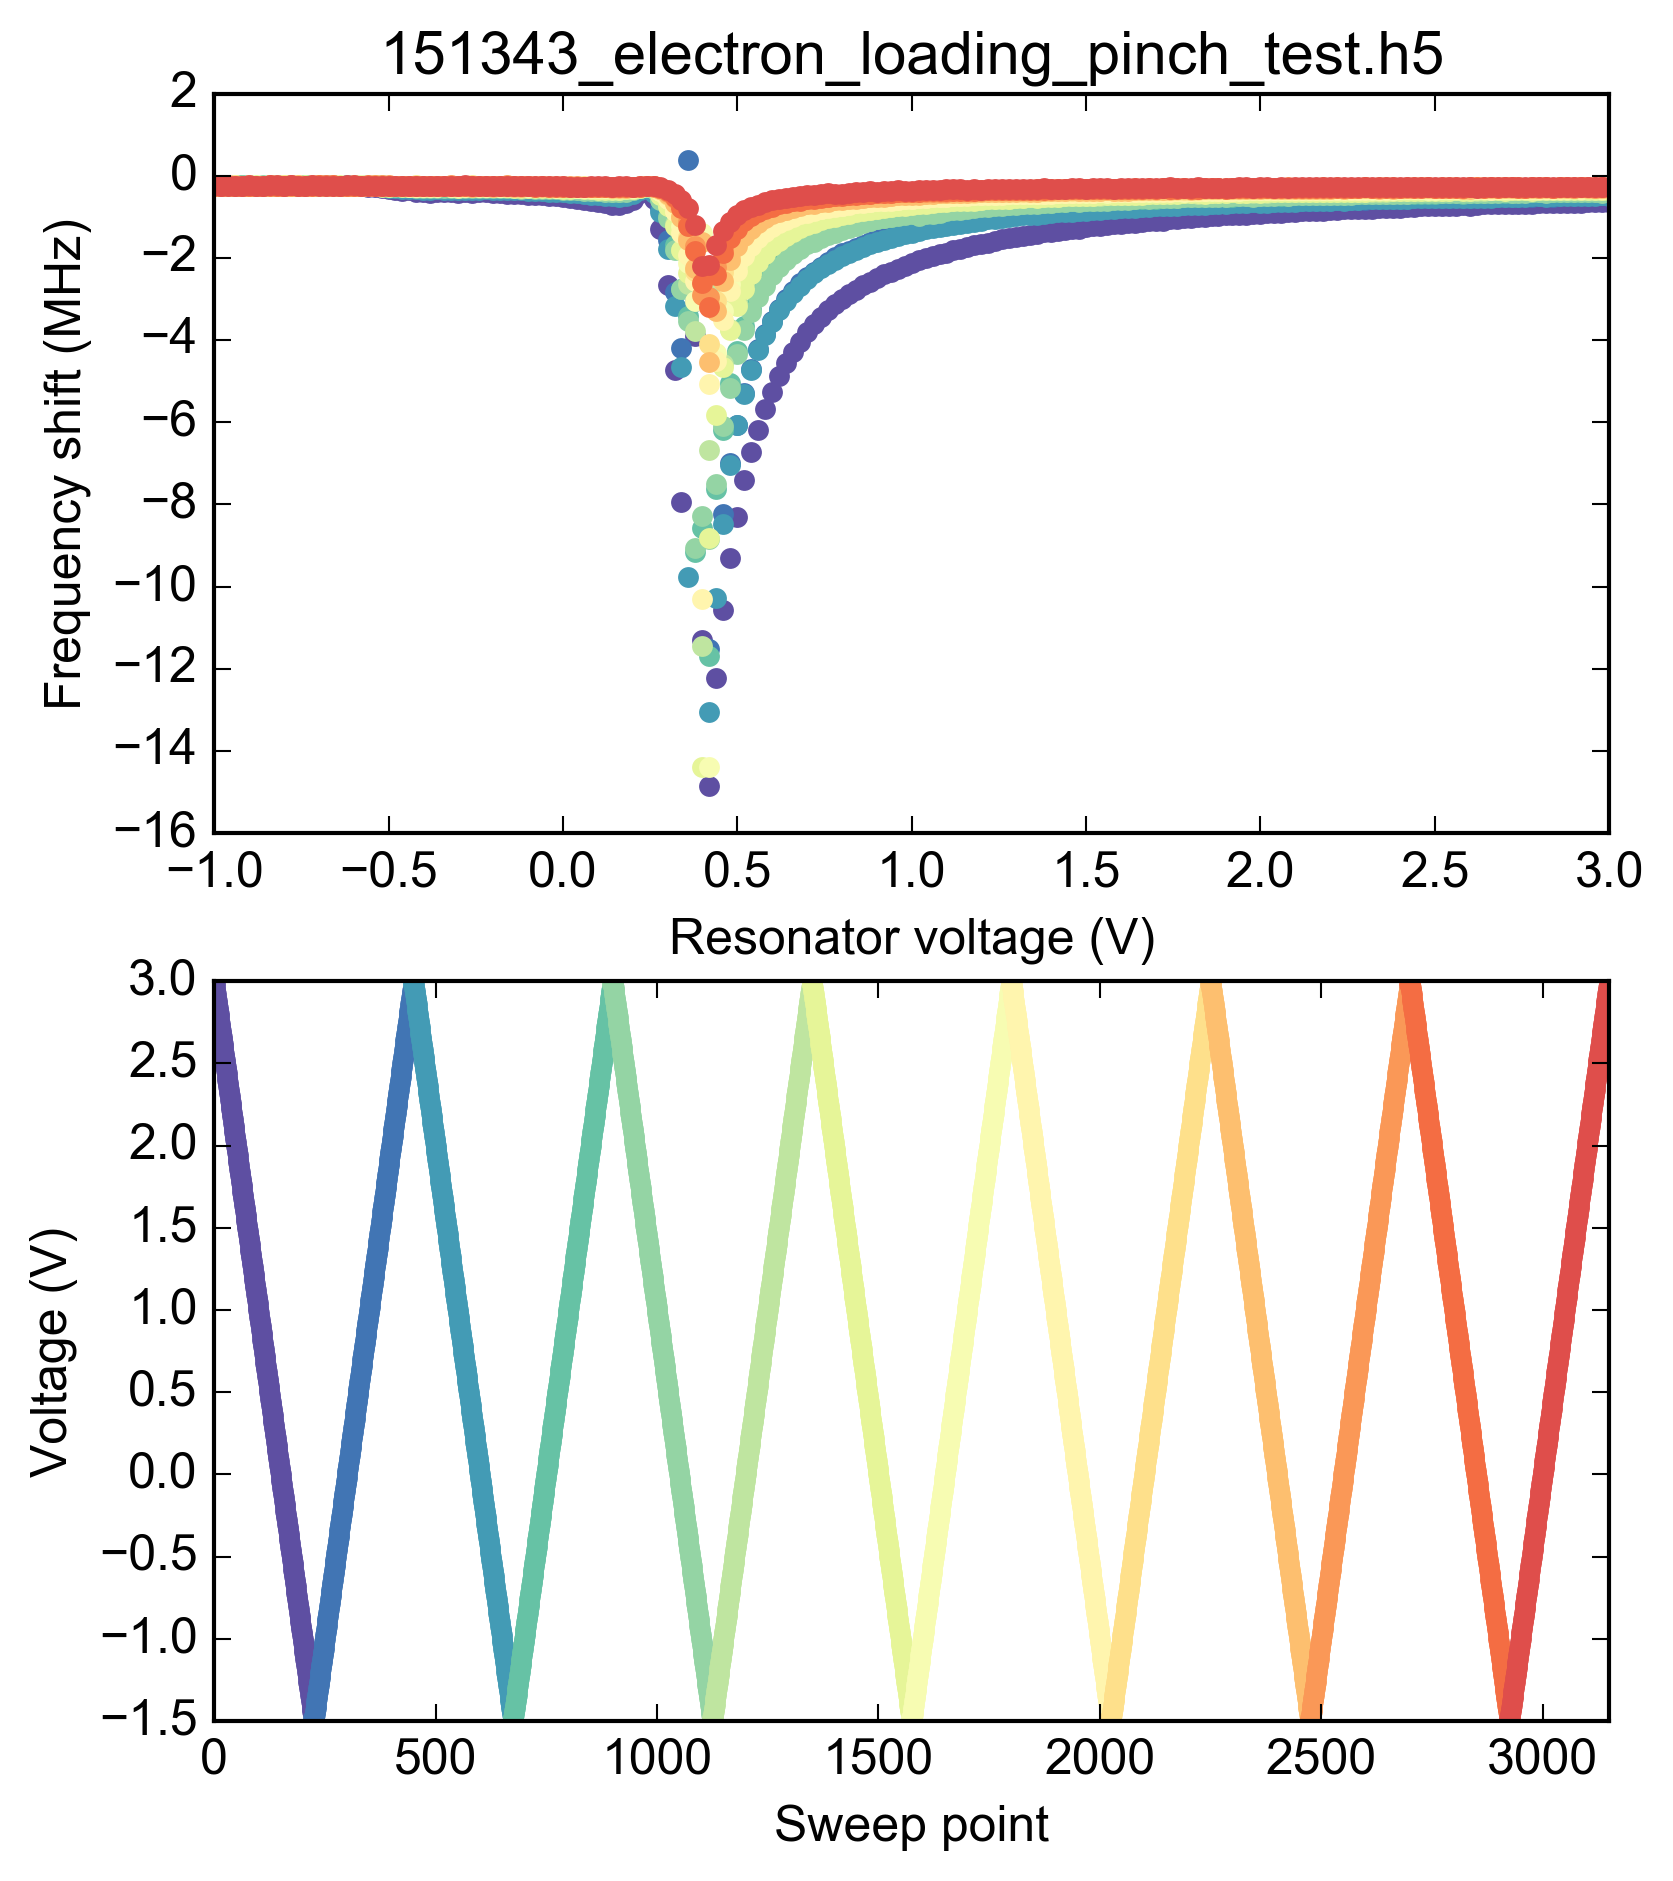 151343_electron_loading_pinch_test.h5
2
0
−2
−4
−6
−8
−10
−12
−14
−16
Frequency shift (MHz)
−1.0 −0.5 0.0 0.5 1.0 1.5 2.0 2.5 3.0
Resonator voltage (V)
3.0
2.5
2.0
1.5
1.0
0.5
0.0
−0.5
−1.0
−1.5
Voltage (V)
0 500 1000 1500 2000 2500 3000
Sweep point